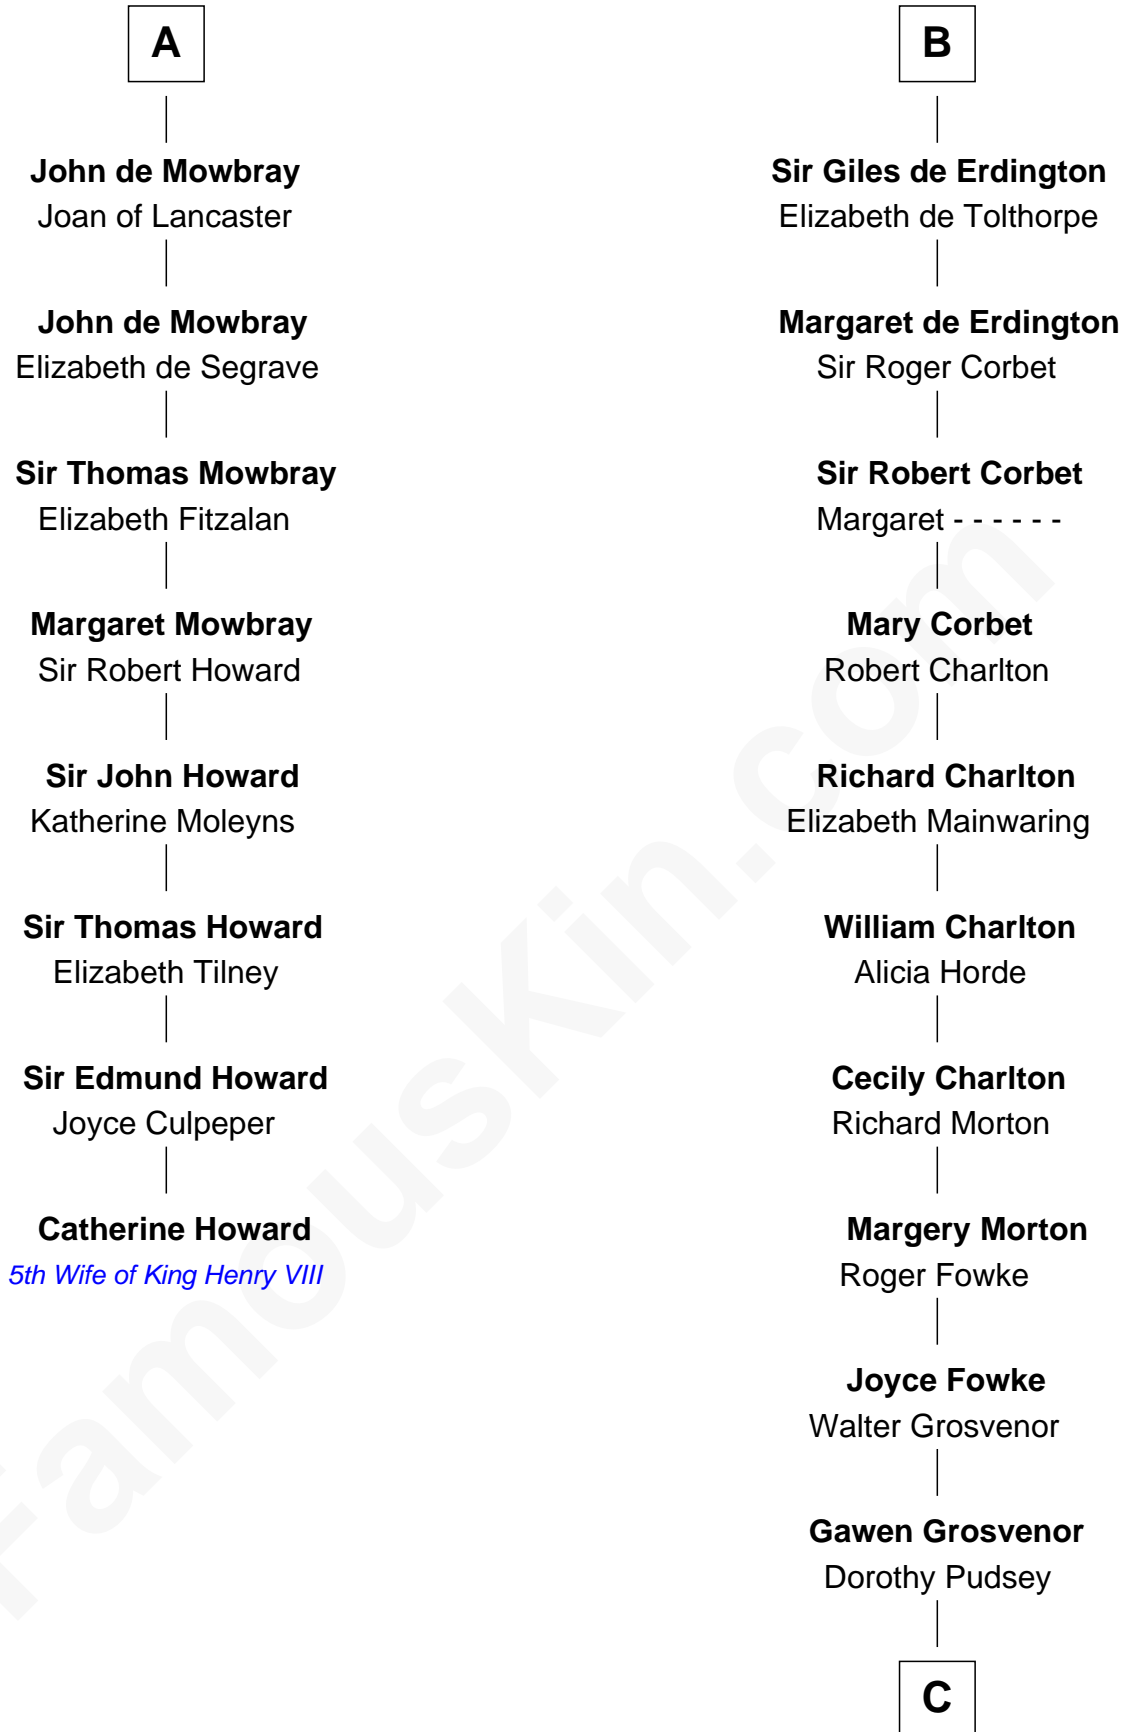 A
John de Mowbray
Joan of Lancaster
John de Mowbray
Elizabeth de Segrave
Sir Thomas Mowbray
Elizabeth Fitzalan
Margaret Mowbray
Sir Robert Howard
Sir John Howard
Katherine Moleyns
Sir Thomas Howard
Elizabeth Tilney
Sir Edmund Howard
Joyce Culpeper
Catherine Howard
5th Wife of King Henry VIII
B
Sir Giles de Erdington
Elizabeth de Tolthorpe
Margaret de Erdington
Sir Roger Corbet
Sir Robert Corbet
Margaret - - - - - -
Mary Corbet
Robert Charlton
Richard Charlton
Elizabeth Mainwaring
William Charlton
Alicia Horde
Cecily Charlton
Richard Morton
Margery Morton
Roger Fowke
Joyce Fowke
Walter Grosvenor
Gawen Grosvenor
Dorothy Pudsey
C
FamousKin.com